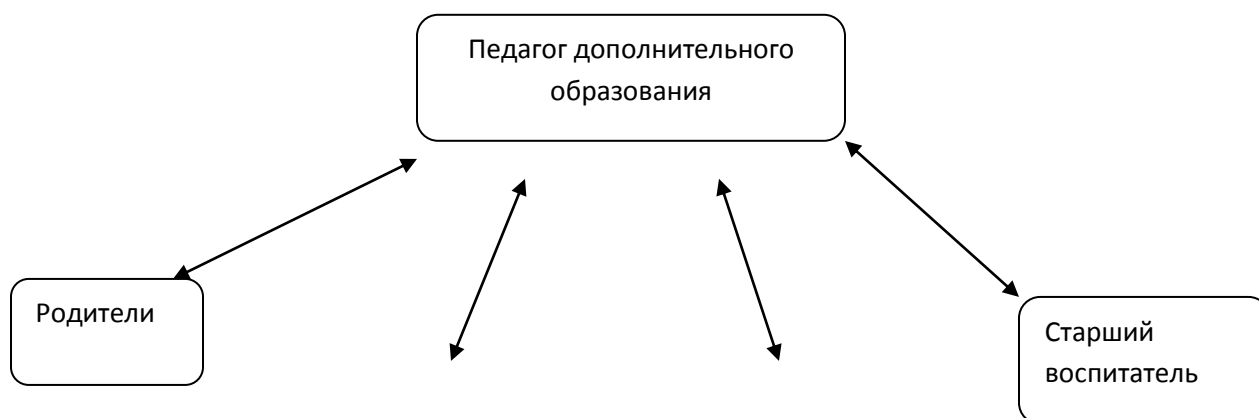 Педагог дополнительного
образования
Родители
Старший
воспитатель